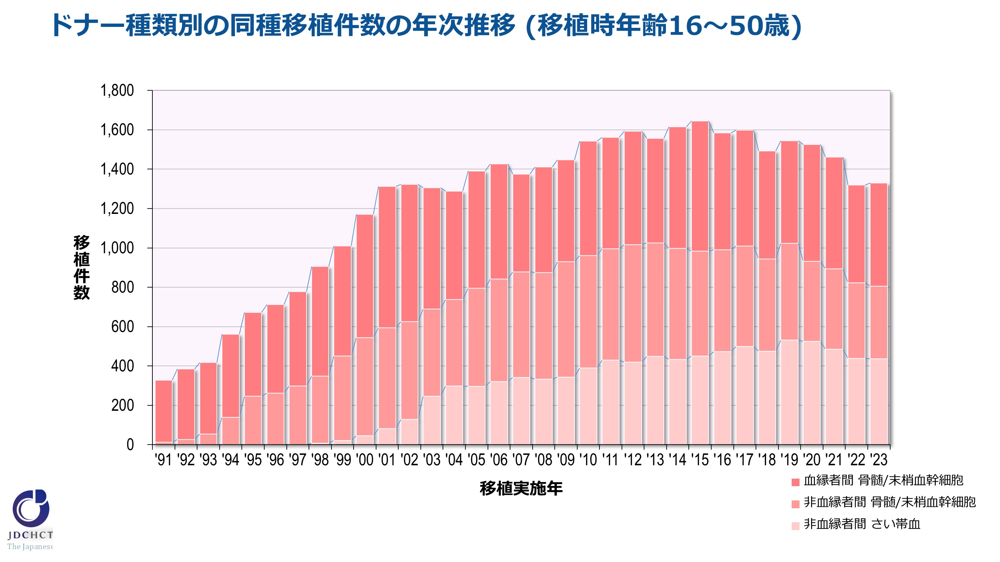 ドナー種類別の同種移植件数の年次推移 (移植時年齢16～50歳)
1,800
1,600
1,400
1,200
1,000
800
600
400
200
0
移植件数
'91 '92 '93 '94 '95 '96 '97 '98 '99 '00 '01 '02 '03 '04 '05 '06 '07 '08 '09 '10 '11 '12 '13 '14 '15 '16 '17 '18 '19 '20 '21 '22 '23
移植実施年
血縁者間 骨髄/末梢血幹細胞
非血縁者間 骨髄/末梢血幹細胞
非血縁者間 さい帯血
JDCHCT
The Japanese